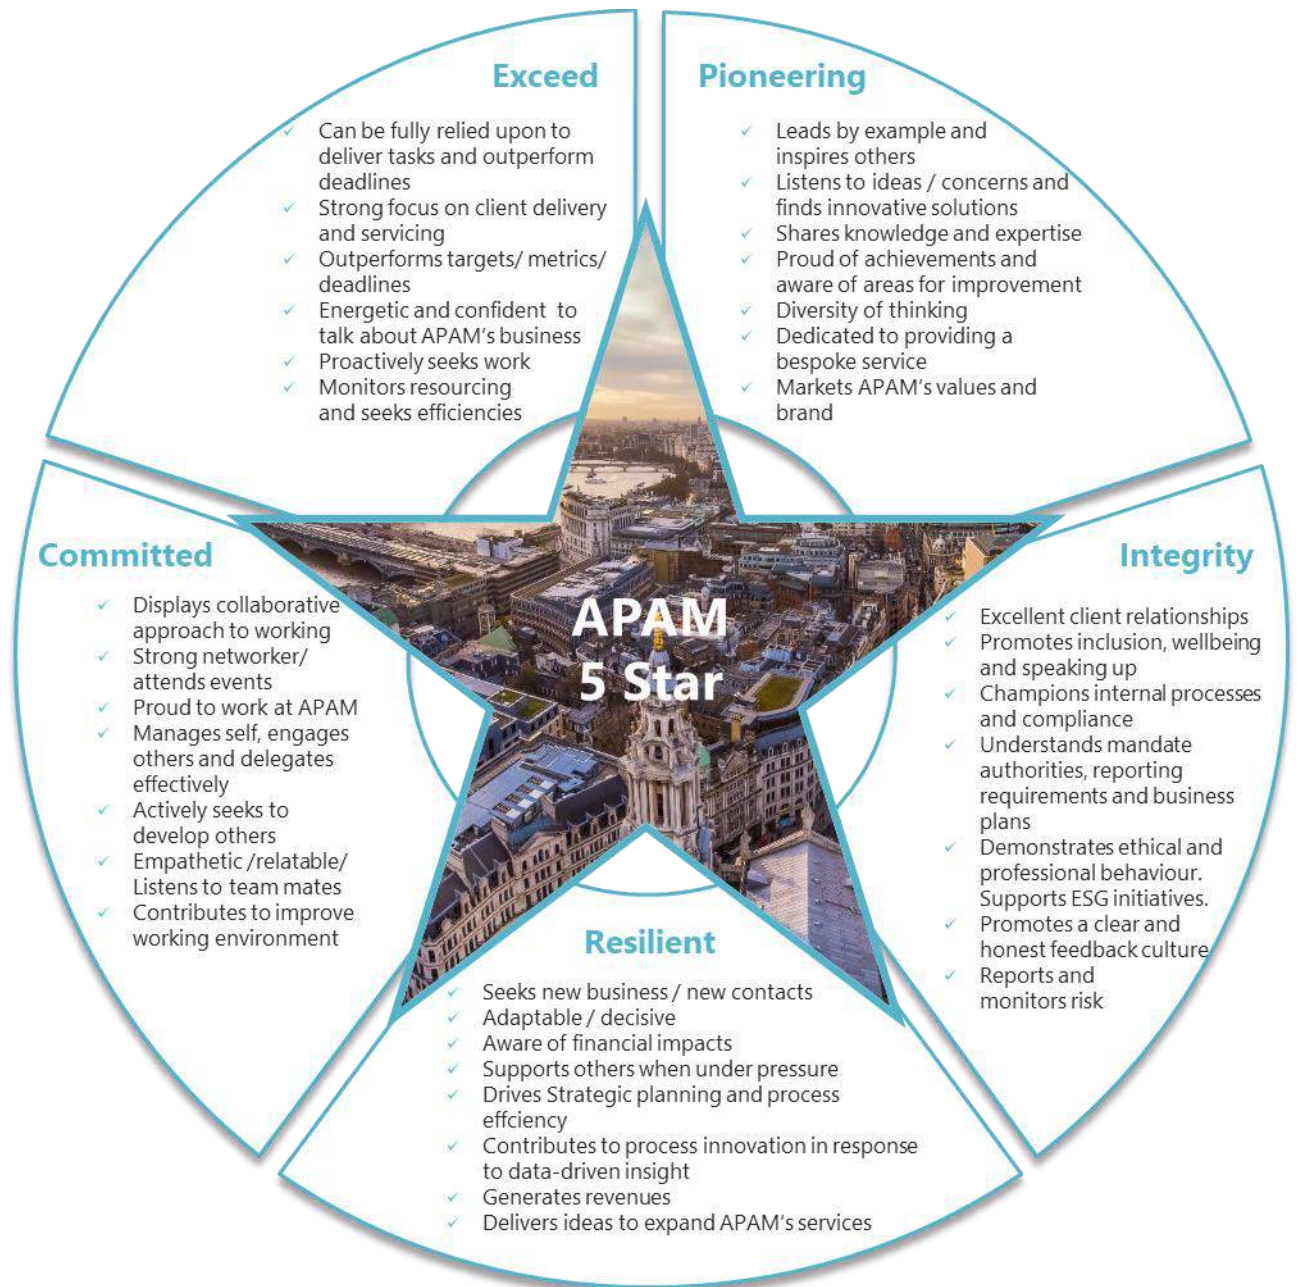 Exceed
Can be fully relied upon to
deliver tasks and outperform
deadlines
Strong focus on client delivery
and servicing
Outperforms targets/ metrics/
deadlines
Energetic and confident to
talk about APAM's business
Proactively seeks work
Monitors resourcing
and seeks efficiencies
Pioneering
Leads by example and
inspires others
Listens to ideas / concerns and
finds innovative solutions
Shares knowledge and expertise
Proud of achievements and
aware of areas for improvement
Diversity of thinking
Dedicated to providing a
bespoke service
Markets APAM's values and
brand
Committed
Displays collaborative
approach to working
Strong networker/
attends events
Proud to work at APAM
Manages self, engages
others and delegates
effectively
Actively seeks to
develop others
Empathetic /relatable/
Listens to team mates
Contributes to improve
working environment
APAM
5 Star
Integrity
Excellent client relationships
Promotes inclusion, wellbeing
and speaking up
Champions internal processes
and compliance
Understands mandate
authorities, reporting
requirements and business
plans
Demonstrates ethical and
professional behaviour.
Supports ESG initiatives.
Promotes a clear and
honest feedback culture
Reports and
monitors risk
Resilient
Seeks new business / new contacts
Adaptable / decisive
Aware of financial impacts
Supports others when under pressure
Drives Strategic planning and process
effciency
Contributes to process innovation in response
to data-driven insight
Generates revenues
Delivers ideas to expand APAM's services